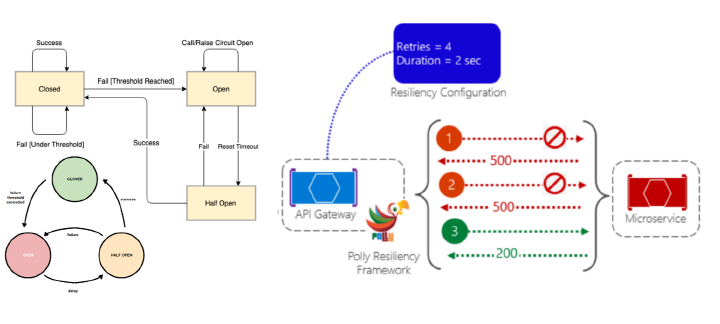 Success
Call/Raise Circuit Open
Closed
Fail [Threshold Reached]
Open
Fail [Under Threshold]
Success
Fail
Reset Timeout
Half Open
CLOSED
failure
threshold
exceeded
failure
OPEN
HALF OPEN
delay
Retries = 4
Duration = 2 sec
Resiliency Configuration
1
500
2
500
3
200
API Gateway
POLLY
Polly Resiliency
Framework
Microservice